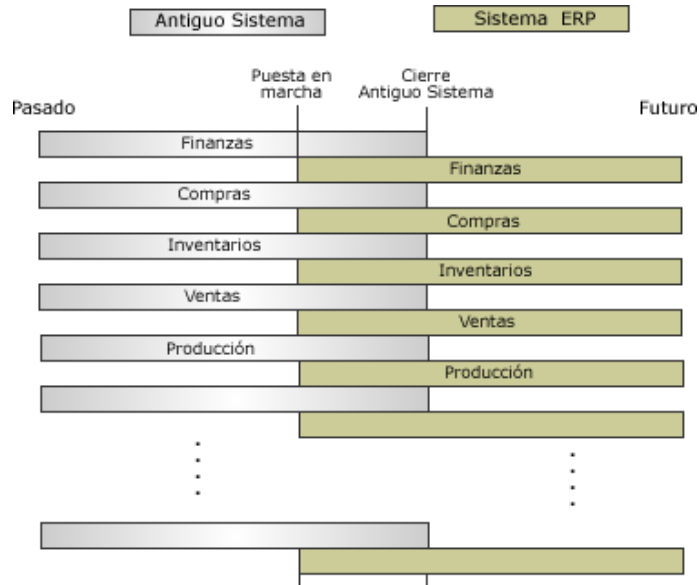 Antiguo Sistema
Sistema ERP
Puesta en
marcha
Cierre
Antiguo Sistema
Pasado
Futuro
Finanzas
Finanzas
Compras
Compras
Inventarios
Inventarios
Ventas
Ventas
Producción
Producción